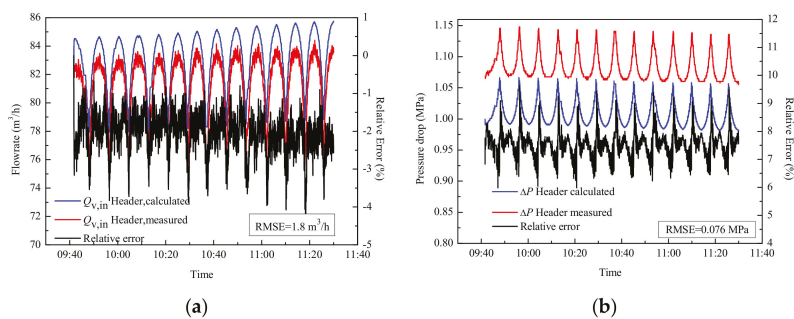 (a)
86
84
82
80
78
76
74
72
70
Flowrate (m³/h)
1
0
-1
-2
-3
-4
-5
Relative Error (%)
Q_v,in Header,calculated
Q_v,in Header,measured
Relative error
RMSE=1.8 m³/h
09:40 10:00 10:20 10:40 11:00 11:20 11:40
Time
(b)
1.15
1.10
1.05
1.00
0.95
0.90
0.85
0.80
Pressure drop (MPa)
12
11
10
9
8
7
6
5
4
Relative Error (%)
ΔP Header calculated
ΔP Header measured
Relative error
RMSE=0.076 MPa
09:40 10:00 10:20 10:40 11:00 11:20 11:40
Time
(a)
(b)